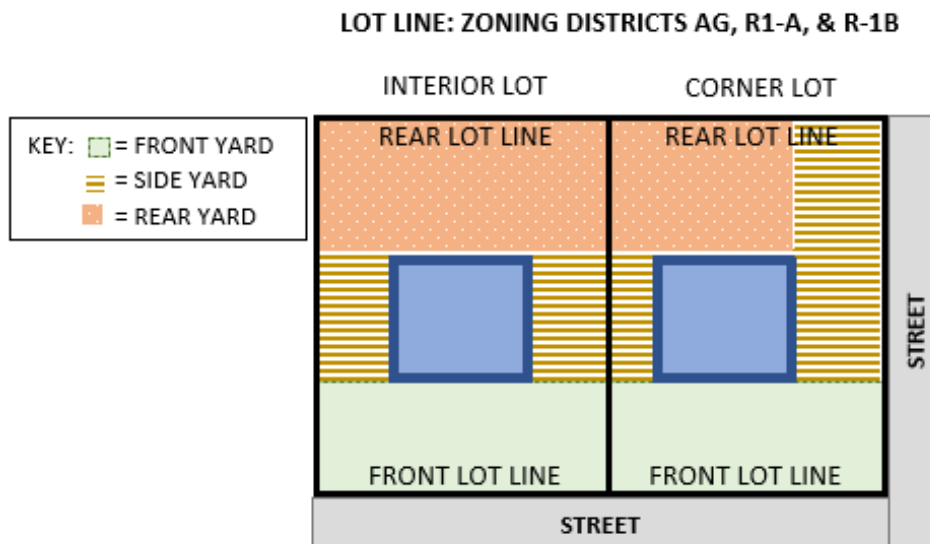 LOT LINE: ZONING DISTRICTS AG, R1-A, & R-1B
INTERIOR LOT
CORNER LOT
KEY: = FRONT YARD
= SIDE YARD
= REAR YARD
REAR LOT LINE
REAR LOT LINE
STREET
FRONT LOT LINE
FRONT LOT LINE
STREET